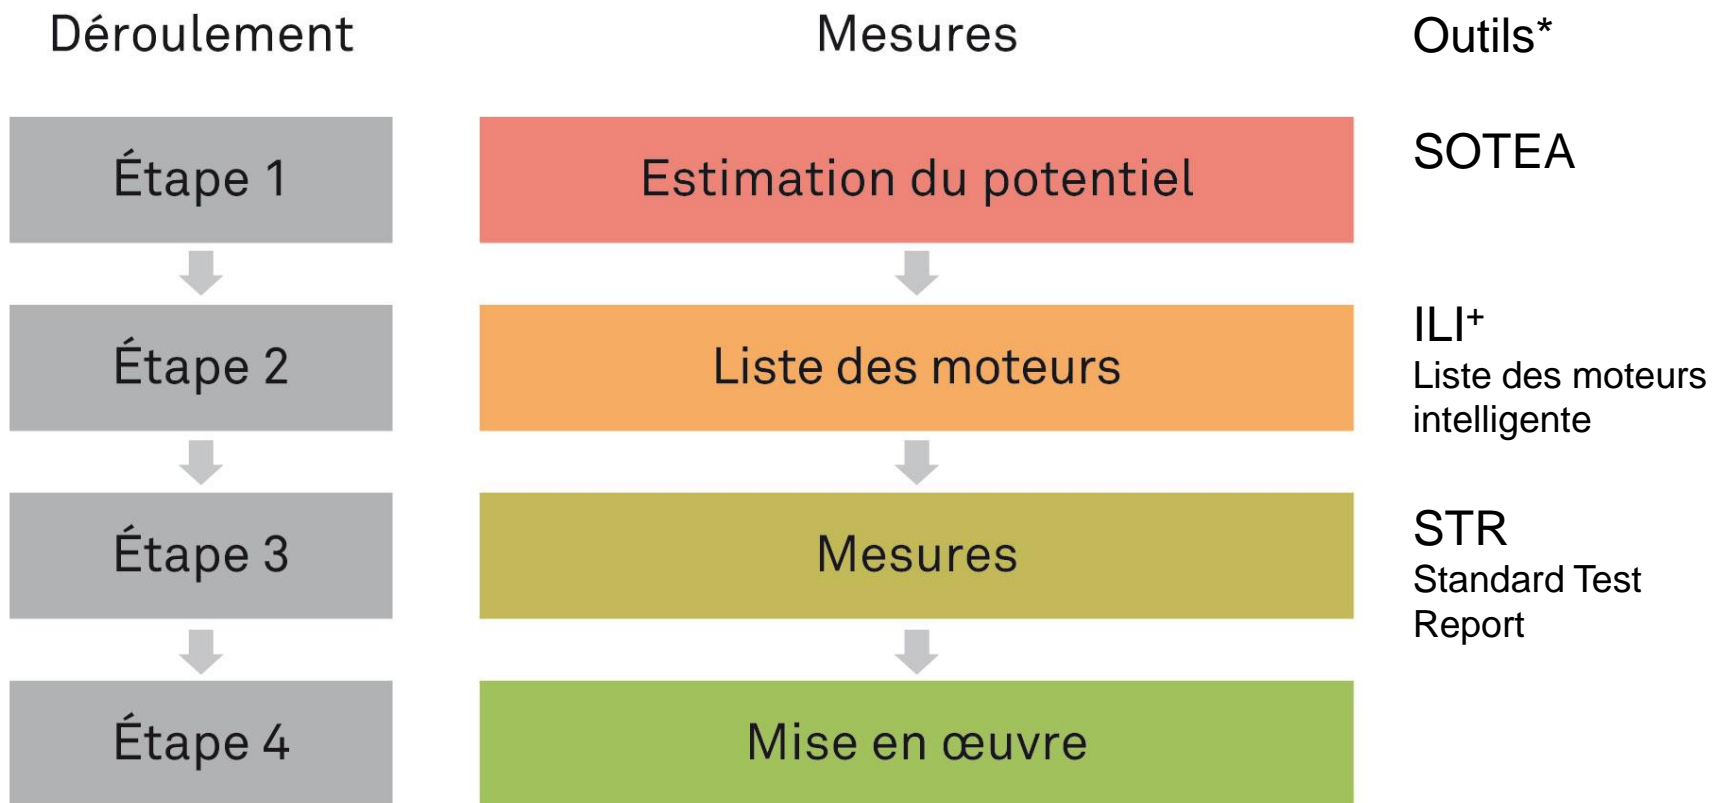 Déroulement Mesures Outils*
Étape 1 Estimation du potentiel SOTEA
Étape 2 Liste des moteurs ILI⁺
Liste des moteurs
intelligente
Étape 3 Mesures STR
Standard Test
Report
Étape 4 Mise en œuvre